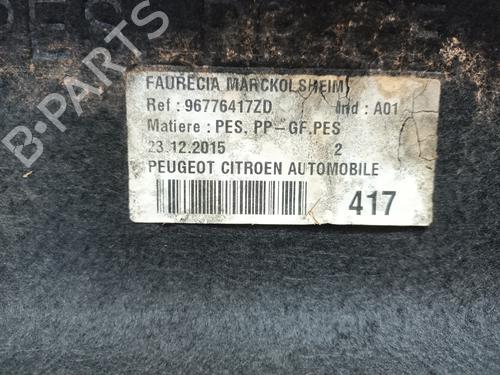 B-PARTS
FAURECIA MARCKOLSHEIM
Ref : 96776417ZD Ind : A01
Matiere : PES, PP-GF,PES
23.12.2015 2
PEUGEOT CITROEN AUTOMOBILE
417